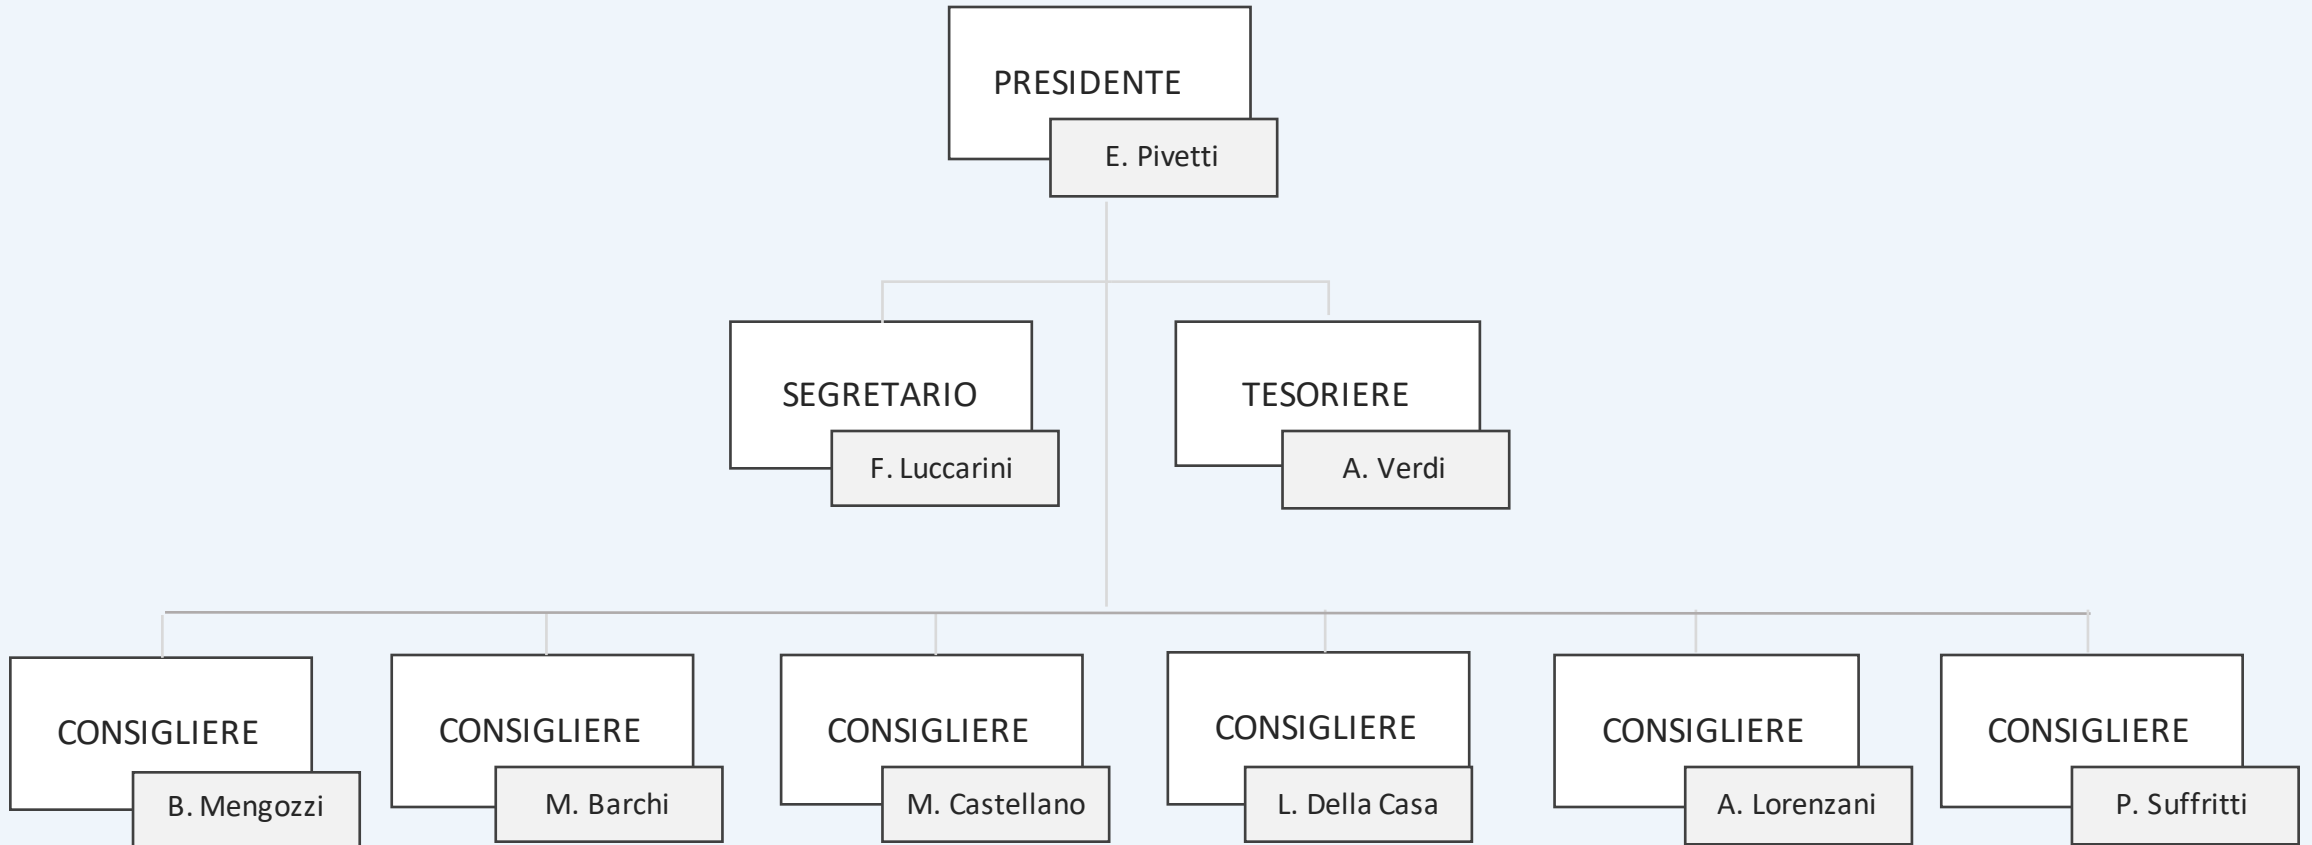 PRESIDENTE
E. Pivetti
SEGRETARIO
F. Luccarini
TESORIERE
A. Verdi
CONSIGLIERE
B. Mengozzi
CONSIGLIERE
M. Barchi
CONSIGLIERE
M. Castellano
CONSIGLIERE
L. Della Casa
CONSIGLIERE
A. Lorenzani
CONSIGLIERE
P. Suffritti